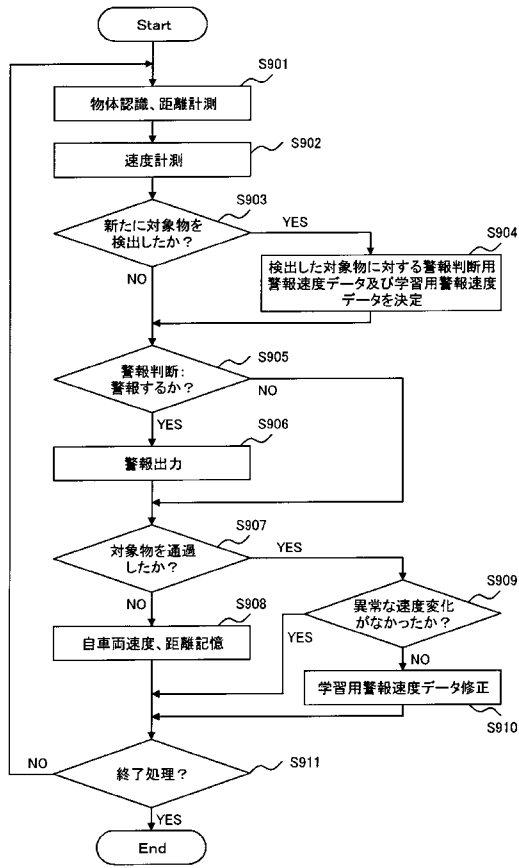 Start
S901
物体認識、距離計測
S902
速度計測
S903
新たに対象物を
検出したか？
YES
NO
S904
検出した対象物に対する警報判断用
警報速度データ及び学習用警報速度
データを決定
S905
警報判断：
警報するか？
NO
YES
S906
警報出力
S907
対象物を通過
したか？
YES
NO
S908
自車両速度、距離記憶
S909
異常な速度変化
がなかったか？
YES
NO
学習用警報速度データ修正
S910
終了処理？
S911
NO
YES
End